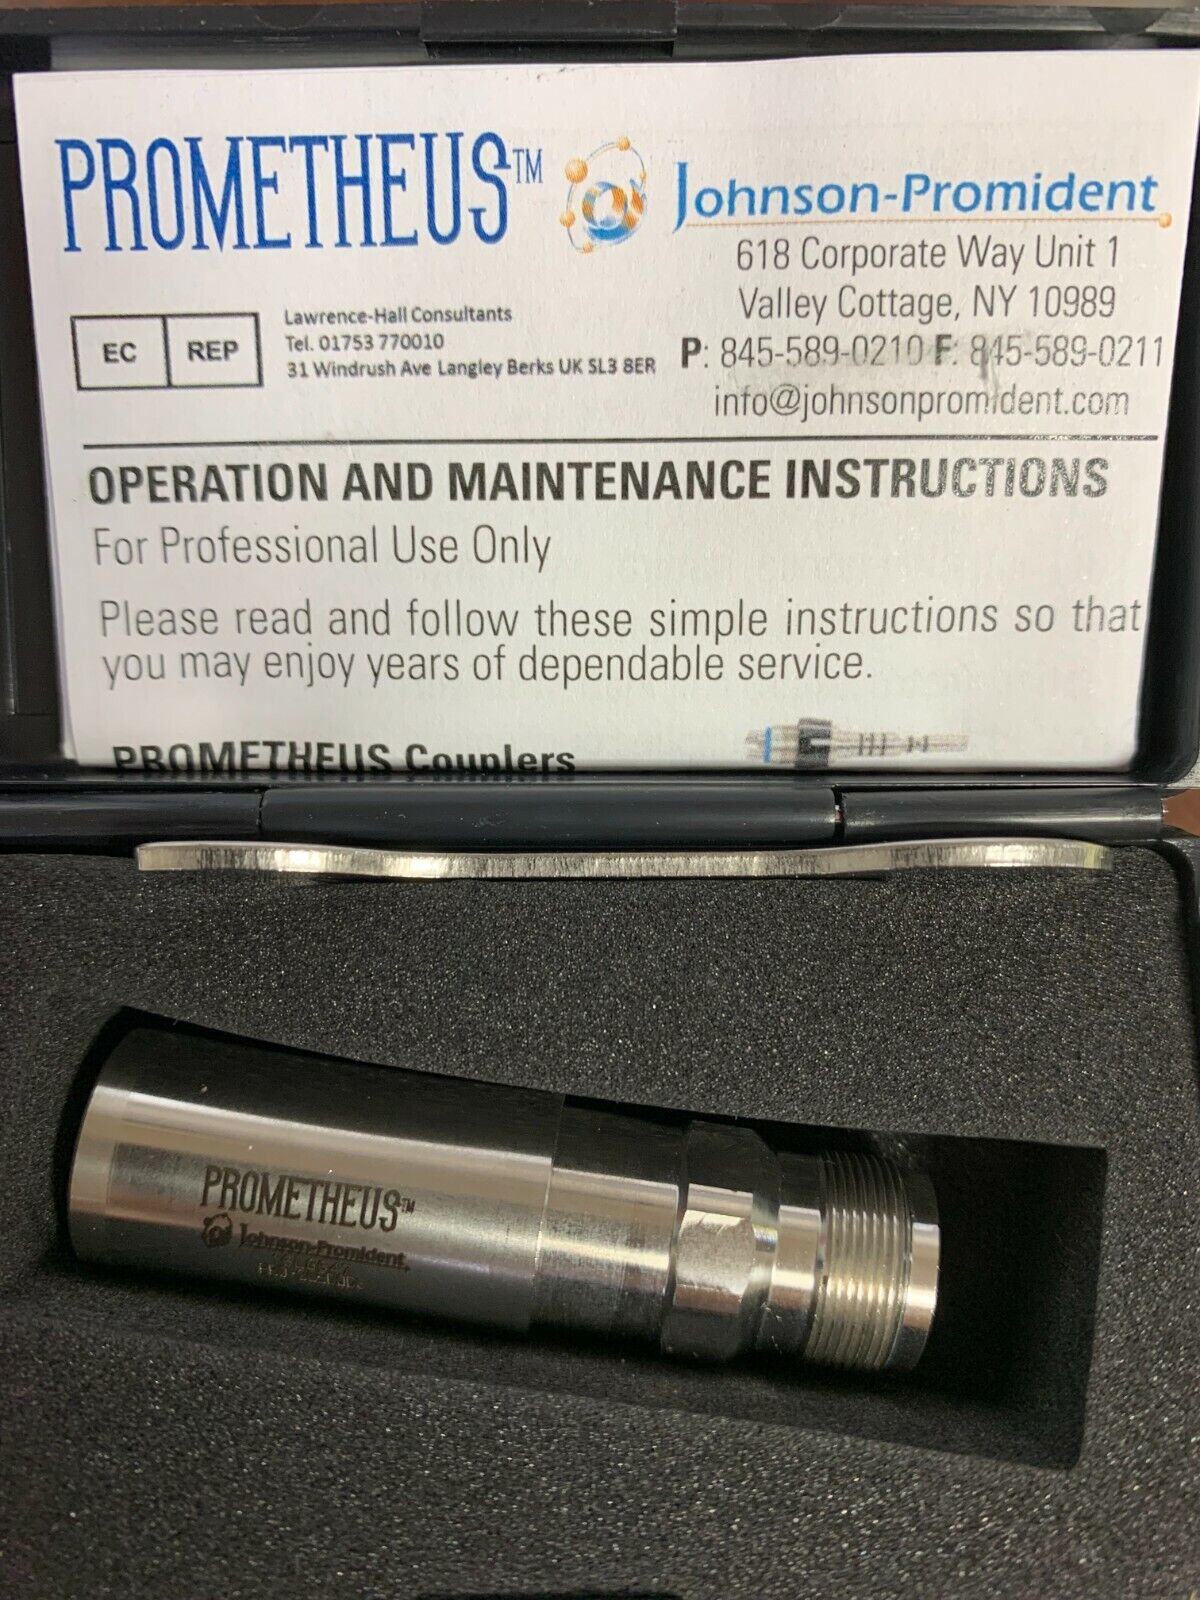 PROMETHEUS™
Johnson-Promident
618 Corporate Way Unit 1
Valley Cottage, NY 10989
P: 845-589-0210 F: 845-589-0211
info@johnsonpromident.com
EC REP
Lawrence-Hall Consultants
Tel. 01753 770010
31 Windrush Ave Langley Berks UK SL3 8ER
OPERATION AND MAINTENANCE INSTRUCTIONS
For Professional Use Only
Please read and follow these simple instructions so that
you may enjoy years of dependable service.
PROMETHEUS Couplers
PROMETHEUS™
Johnson-Promident